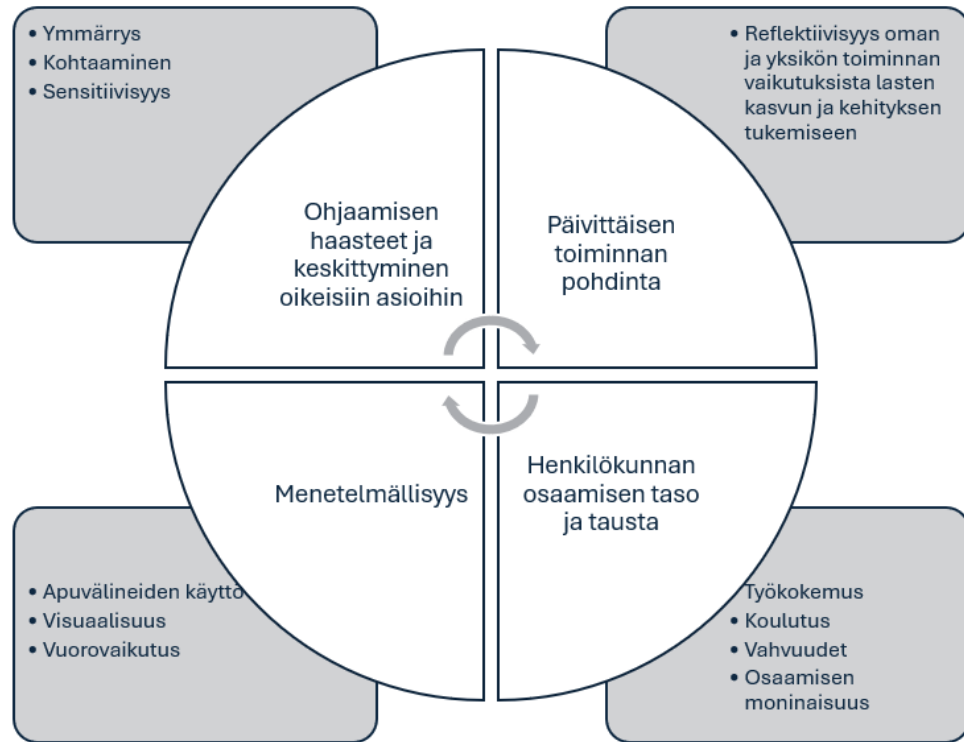 • Ymmärrys
• Kohtaaminen
• Sensitiivisyys
• Reflektiivisyys oman
ja yksikön toiminnan
vaikutuksista lasten
kasvun ja kehityksen
tukemiseen
Ohjaamisen
haasteet ja
keskittyminen
oikeisiin asioihin
Päivittäisen
toiminnan
pohdinta
Menetelmällisyys
Henkilökunnan
osaamisen taso
ja tausta
• Apuvälineiden käyttö
• Visuaalisuus
• Vuorovaikutus
Työkokemus
• Koulutus
• Vahvuudet
• Osaamisen
moninaisuus